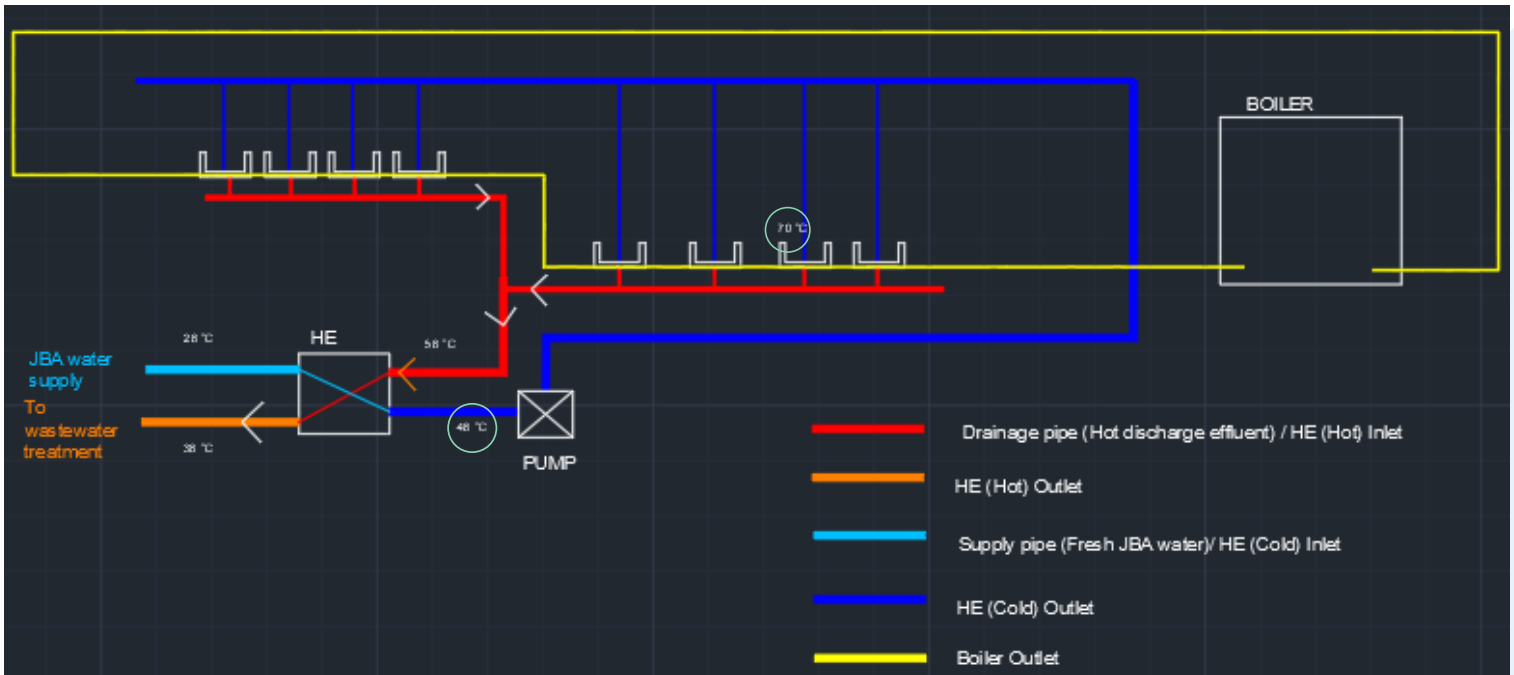 BOILER
70 °C
28 °C
HE
58 °C
JBA water
supply
To
wastewater
treatment
48 °C
38 °C
PUMP
Drainage pipe (Hot discharge effluent) / HE (Hot) Inlet
HE (Hot) Outlet
Supply pipe (Fresh JBA water)/ HE (Cold) Inlet
HE (Cold) Outlet
Boiler Outlet